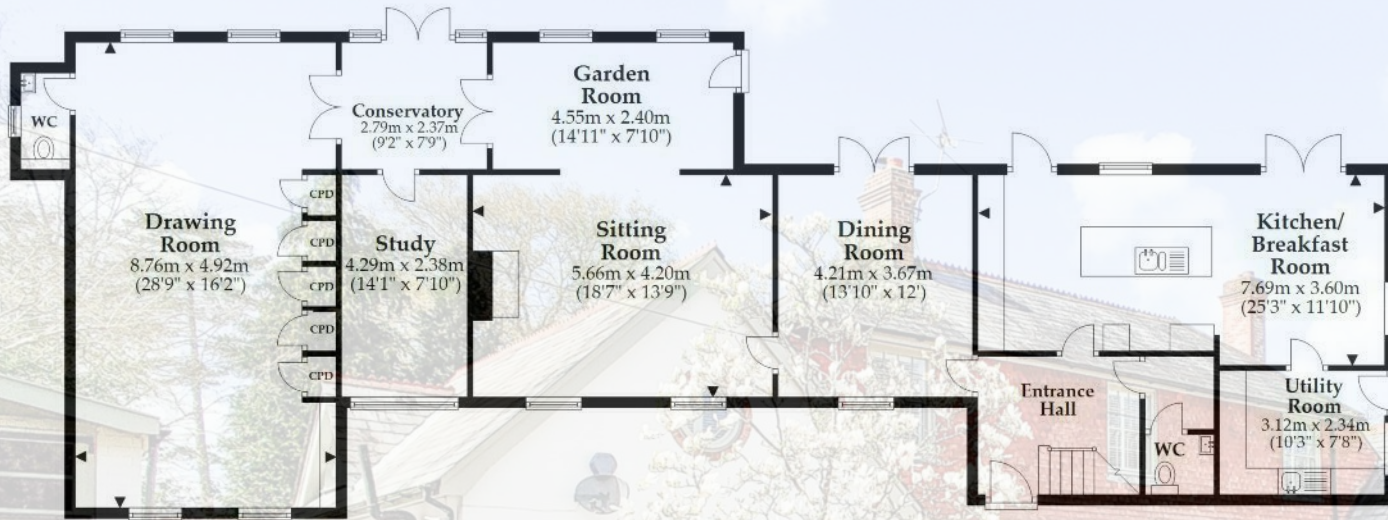 WC
Drawing
Room
8.76m x 4.92m
(28'9" x 16'2")
CPD
CPD
CPD
CPD
CPD
Conservatory
2.79m x 2.37m
(9'2" x 7'9")
Study
4.29m x 2.38m
(14'1" x 7'10")
Garden
Room
4.55m x 2.40m
(14'11" x 7'10")
Sitting
Room
5.66m x 4.20m
(18'7" x 13'9")
Dining
Room
4.21m x 3.67m
(13'10" x 12')
Kitchen/
Breakfast
Room
7.69m x 3.60m
(25'3" x 11'10")
Entrance
Hall
WC
Utility
Room
3.12m x 2.34m
(10'3" x 7'8")